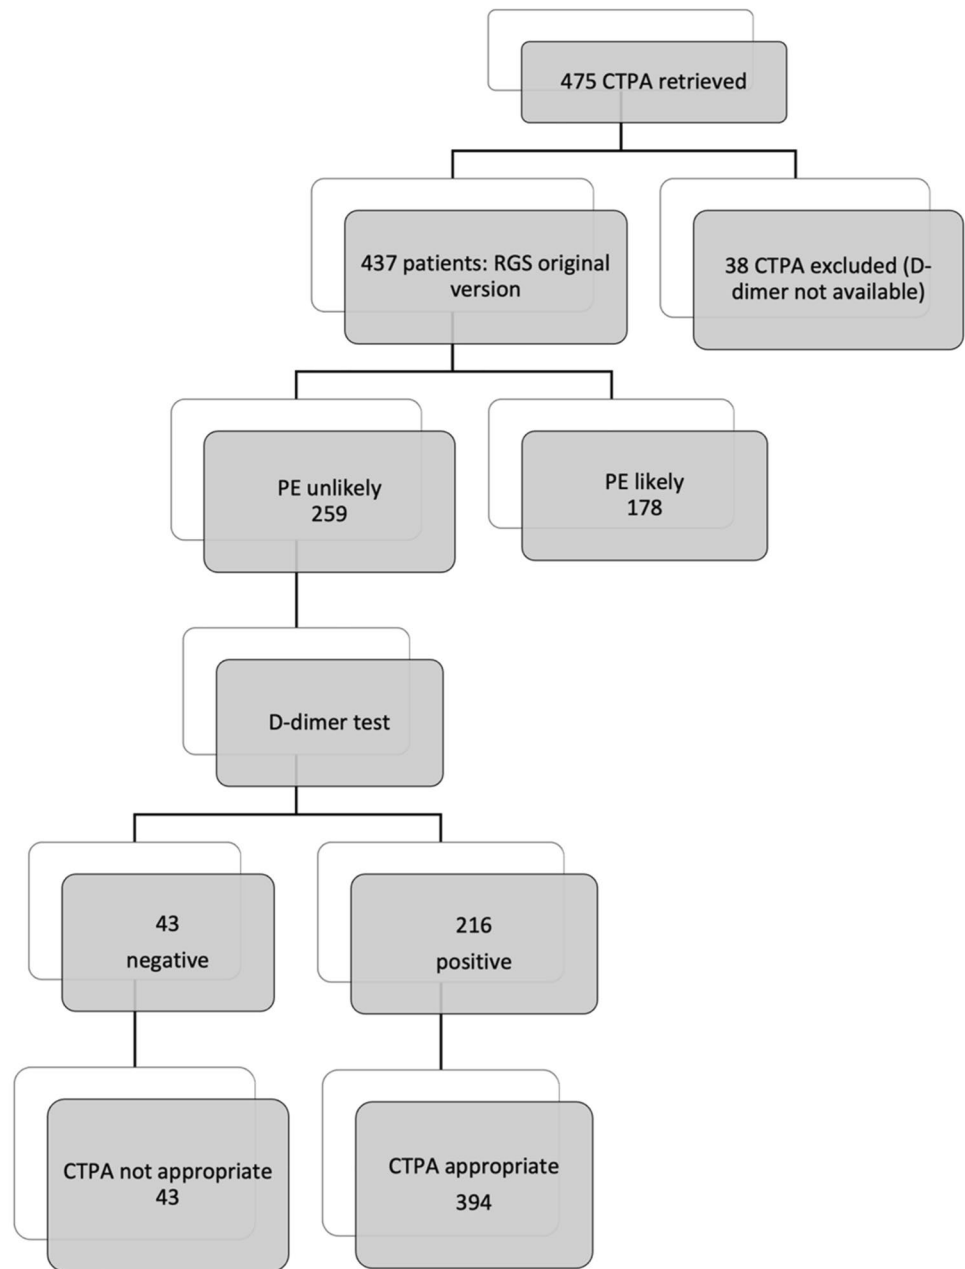 475 CTPA retrieved
437 patients: RGS original
version
38 CTPA excluded (D-
dimer not available)
PE unlikely
259
PE likely
178
D-dimer test
43
negative
216
positive
CTPA not appropriate
43
CTPA appropriate
394